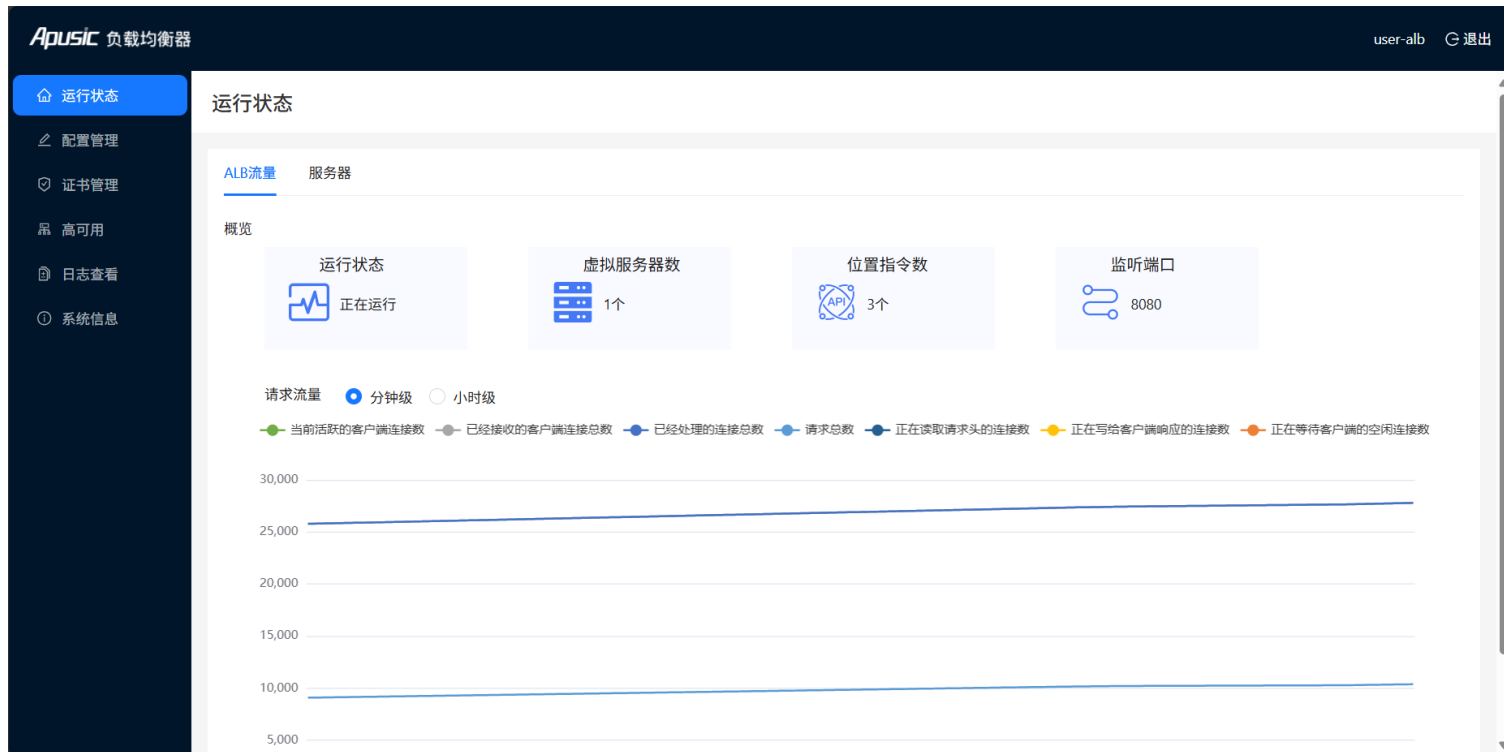 Apusic 负载均衡器
user-alb 退出
运行状态
配置管理
证书管理
高可用
日志查看
系统信息
运行状态
ALB流量 服务器
概览
运行状态
正在运行
虚拟服务器数
1个
位置指令数
API
3个
监听端口
8080
请求流量 分钟级 小时级
当前活跃的客户端连接数 已经接收的客户端连接总数 已经处理的连接总数 请求总数 正在读取请求头的连接数 正在写给客户端响应的连接数 正在等待客户端的空闲连接数
30,000
25,000
20,000
15,000
10,000
5,000